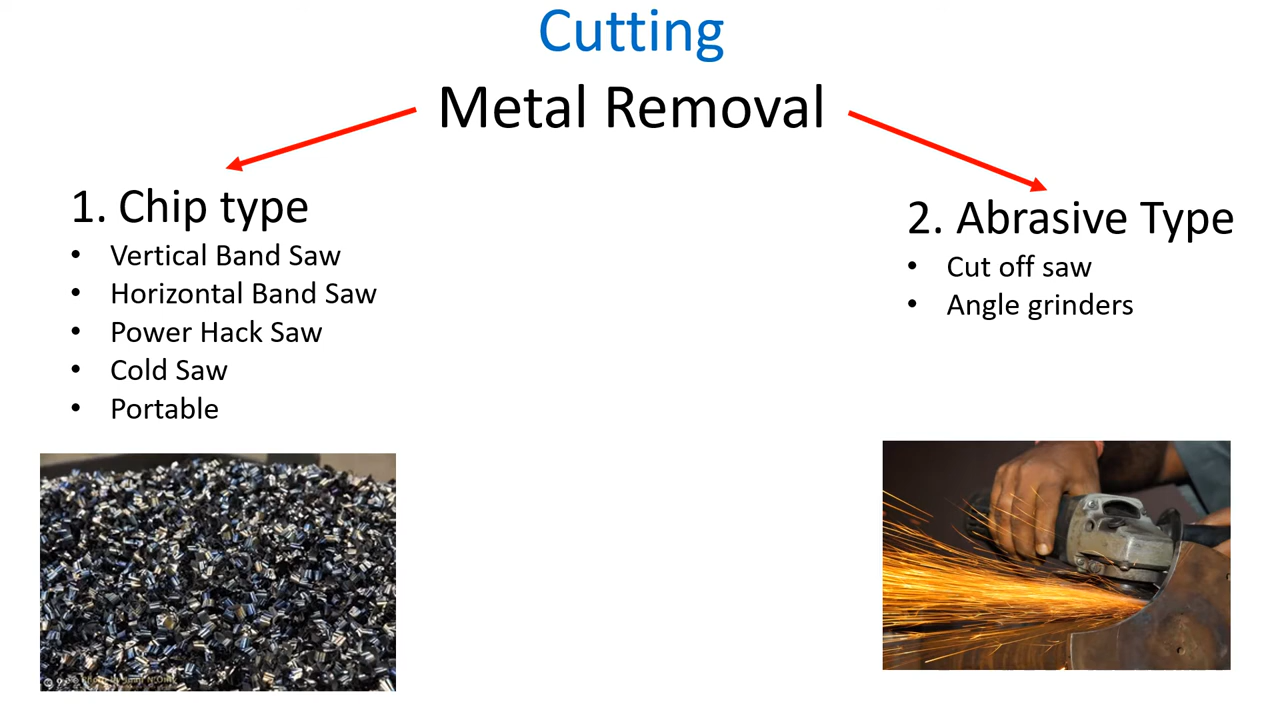 Cutting
Metal Removal
1. Chip type
• Vertical Band Saw
• Horizontal Band Saw
• Power Hack Saw
• Cold Saw
• Portable
2. Abrasive Type
• Cut off saw
• Angle grinders